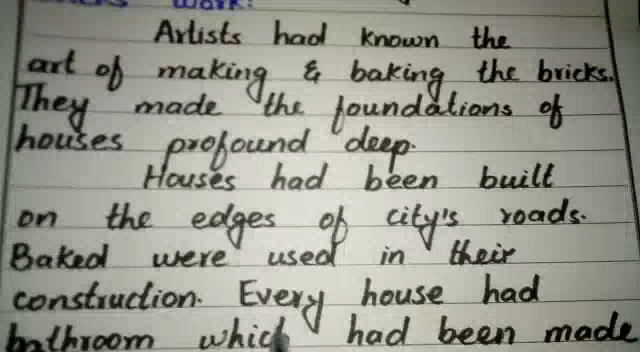 work:
Artists had known the
art of making & baking the bricks.
They made the foundations of
houses profound deep.
Houses had been built
on the edges of city's roads.
Baked were used in their
construction. Every house had
bathroom which had been made